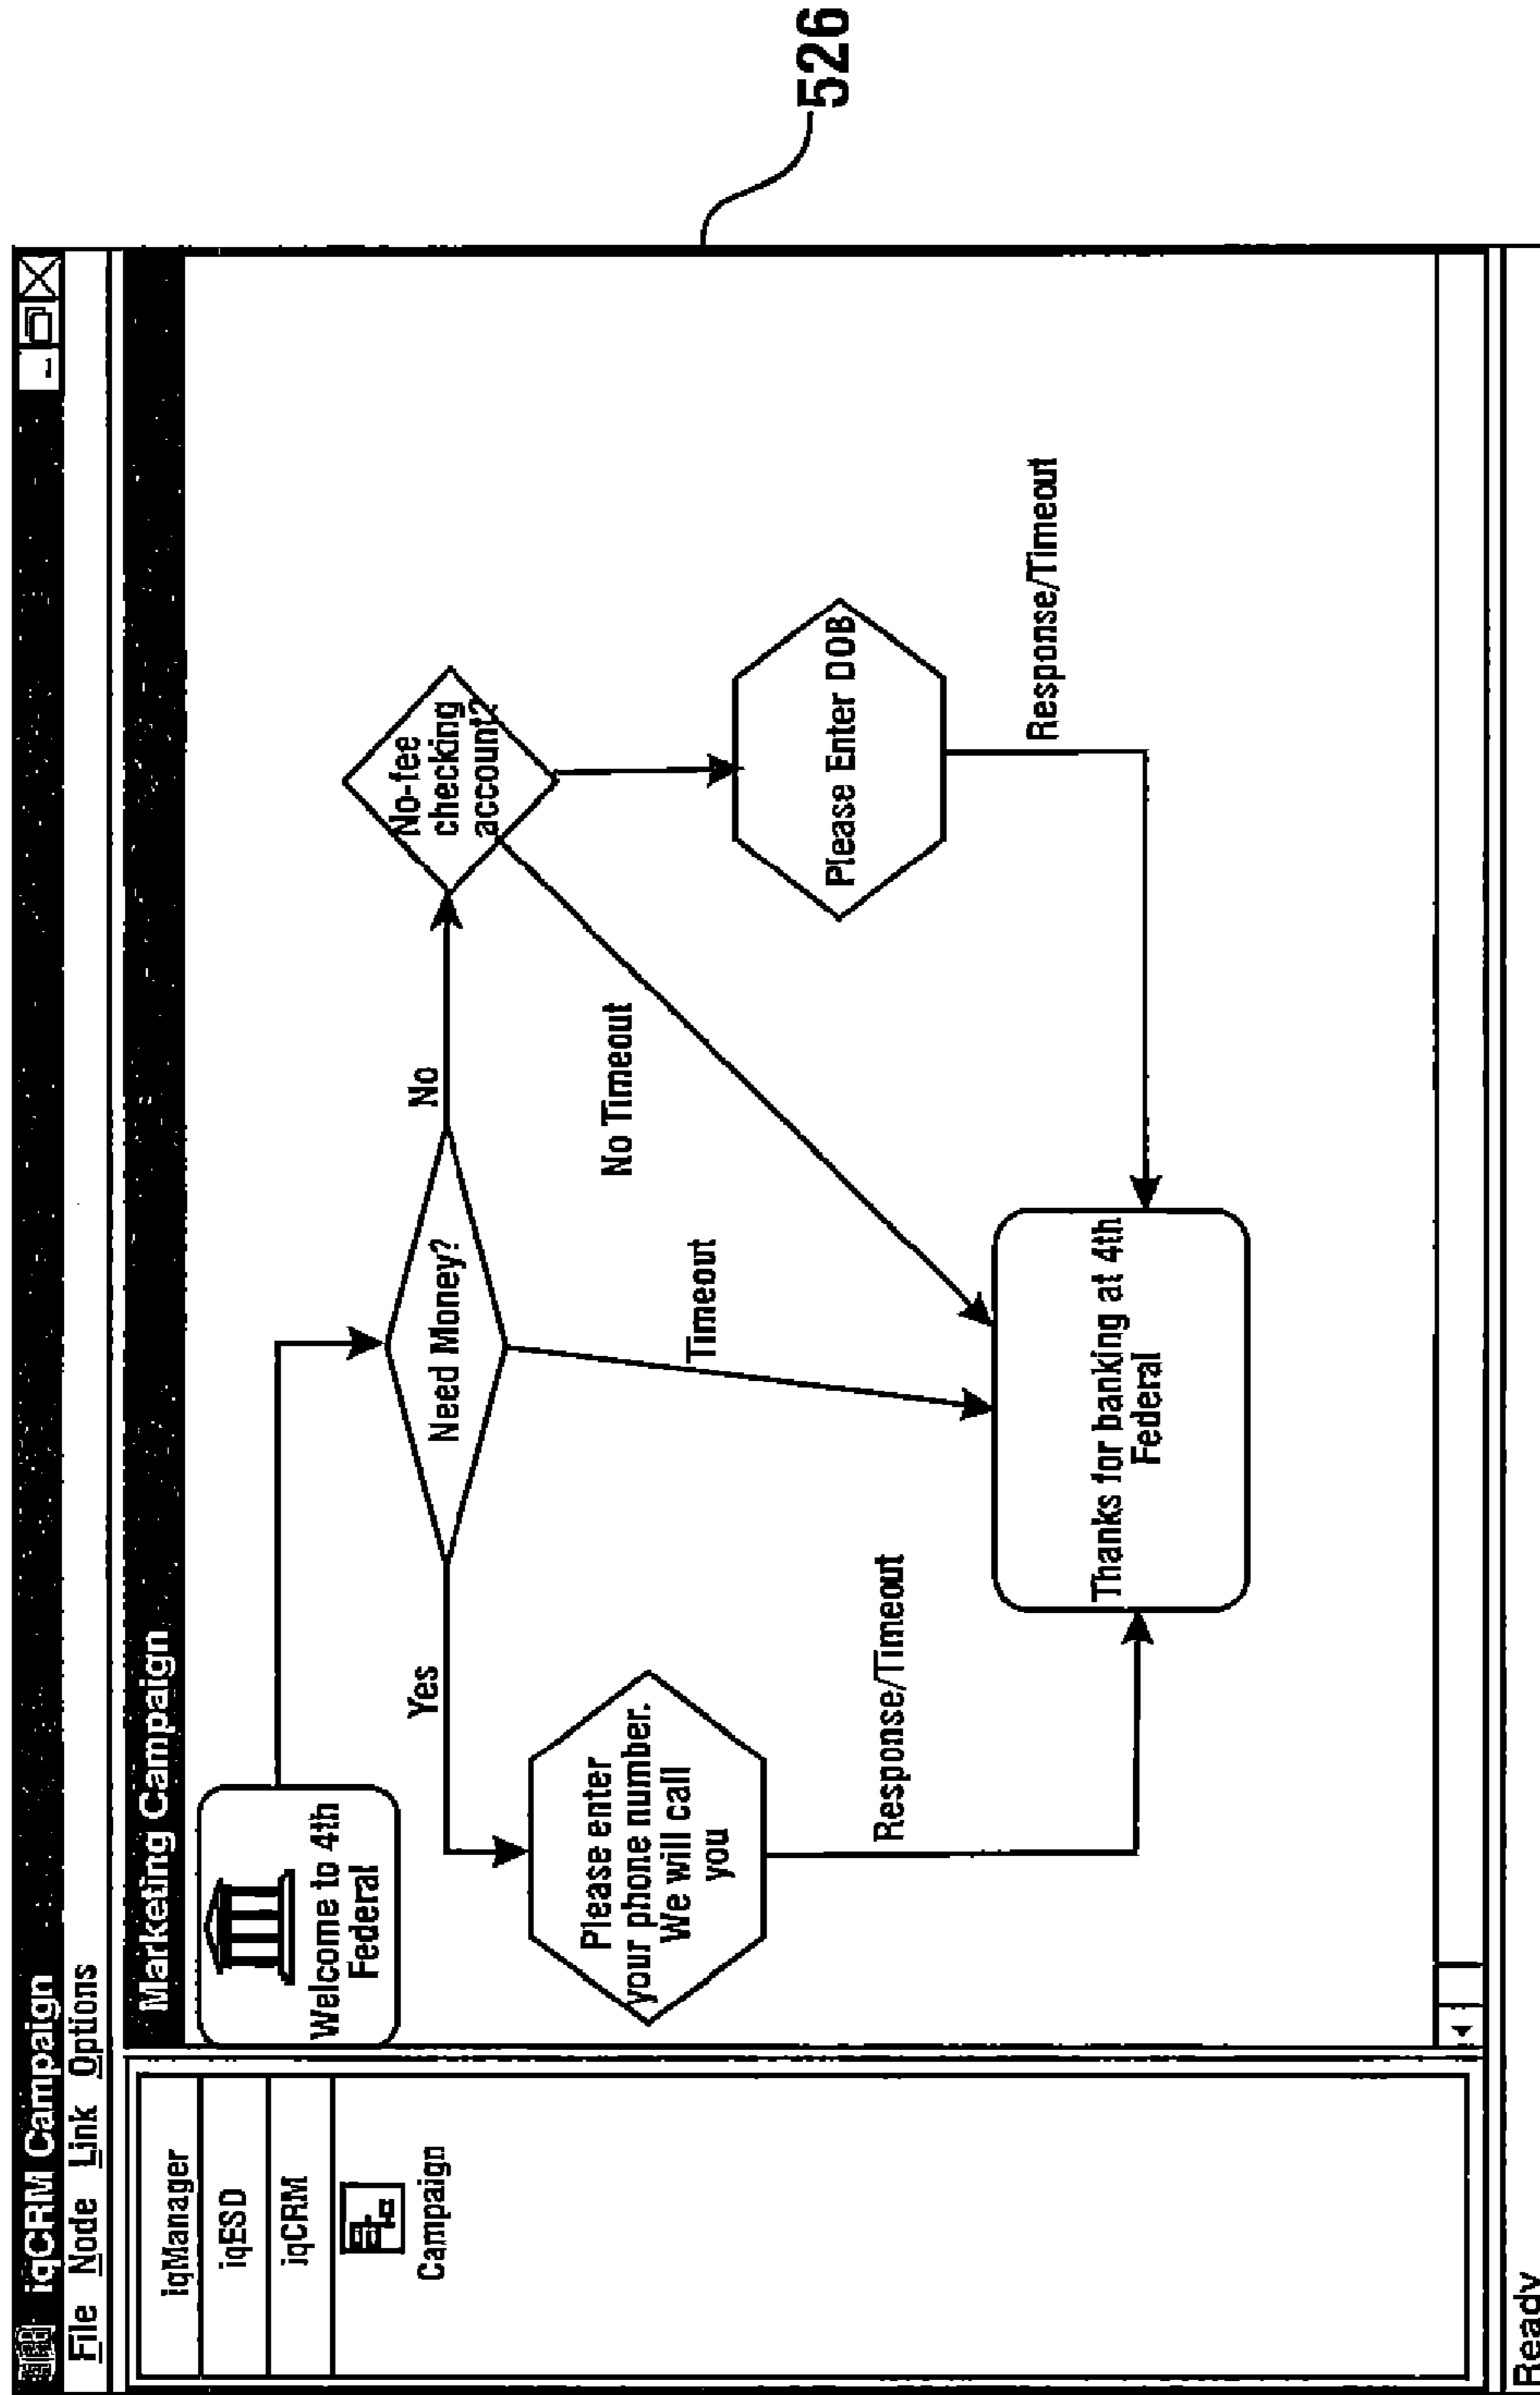 iqCRM Campaign
File Node Link Options
iqManager
iqESD
iqCRM
Campaign
Marketing Campaign
Welcome to 4th
Federal
Need Money?
Yes
No
No-fee
checking
account?
Please enter
your phone number.
We will call
you
Timeout
No Timeout
Please Enter DOB
Response/Timeout
Response/Timeout
Thanks for banking at 4th
Federal
Ready
526